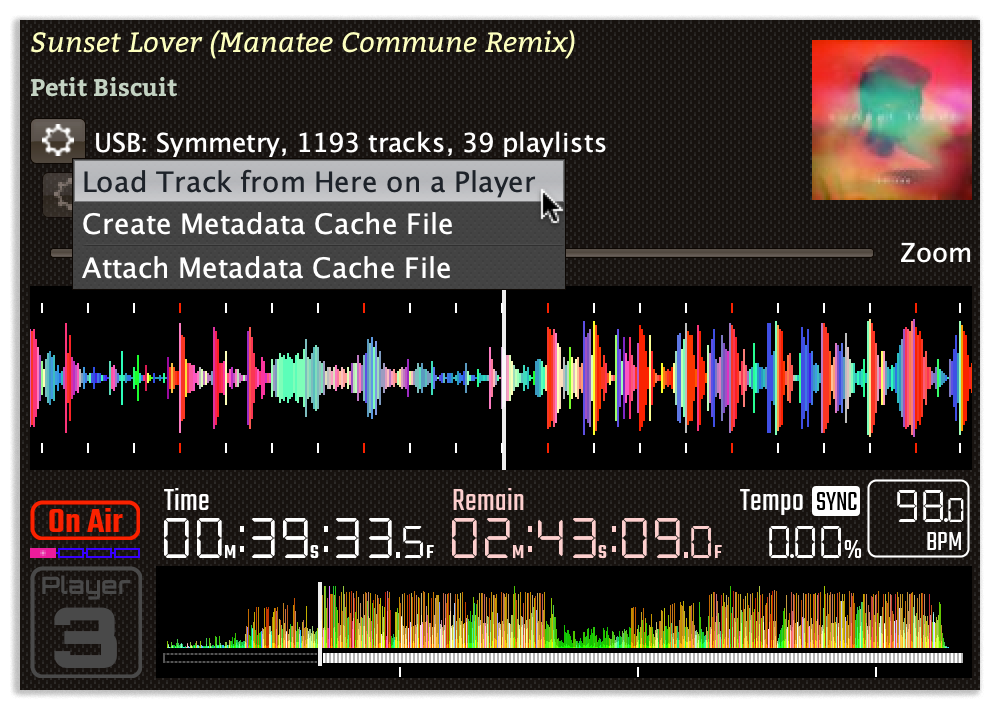 Sunset Lover (Manatee Commune Remix)
Petit Biscuit
USB: Symmetry, 1193 tracks, 39 playlists
Load Track from Here on a Player
Create Metadata Cache File
Attach Metadata Cache File
Zoom
On Air
Time
00M:39S:33.5F
Remain
02M:43S:09.0F
Tempo SYNC
0.00%
98.0
BPM
Player
3